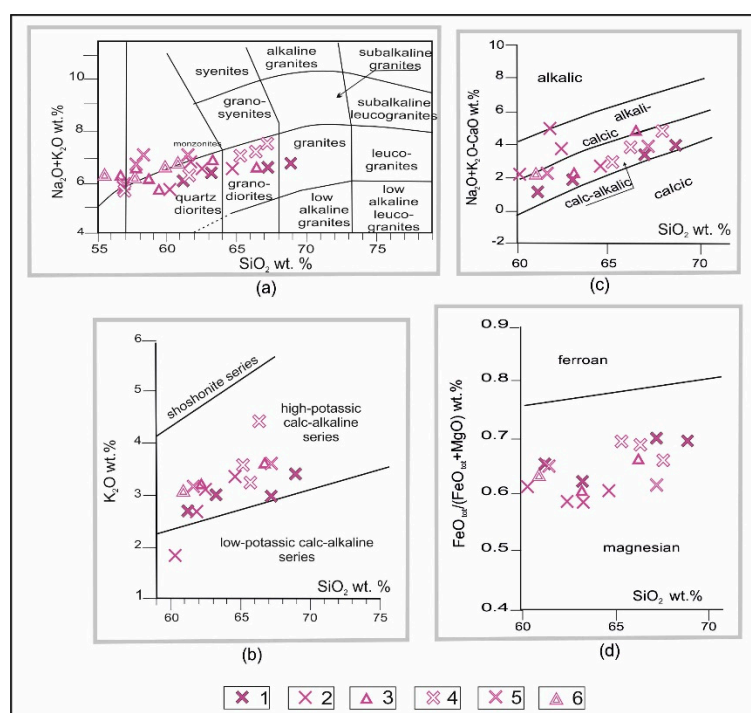 10
8
6
4
Na₂O+K₂O wt.%
syenites
alkaline
granites
subalkaline
granites
grano-
syenites
subalkaline
leucogranites
monzonites
granites
quartz
diorites
grano-
diorites
leuco-
granites
low
alkaline
granites
low
alkaline
leuco-
granites
55 60 65 70 75
SiO₂ wt. %
(a)
8
6
4
2
0
-2
Na₂O+K₂O-CaO wt.%
alkalic
alkali-
calcic
calc-alkalic
calcic
SiO₂ wt.%
60 65 70
(c)
6
5
4
3
2
1
K₂O wt.%
shoshonite series
high-potassic
calc-alkaline
series
low-potassic calc-alkaline
series
SiO₂ wt.%
60 65 70 75
(b)
0.9
0.8
0.7
0.6
0.5
0.4
FeOtot/(FeOtot+MgO) wt.%
ferroan
magnesian
SiO₂ wt.%
60 65 70
(d)
1 2 3 4 5 6